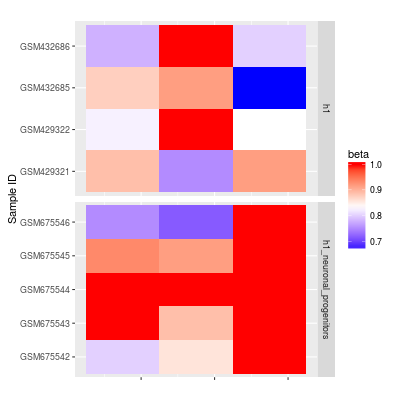 Sample ID
GSM432686
GSM432685
GSM429322
GSM429321
h1
GSM675546
GSM675545
GSM675544
GSM675543
GSM675542
h1_neuronal_progenitors
beta
1.0
0.9
0.8
0.7